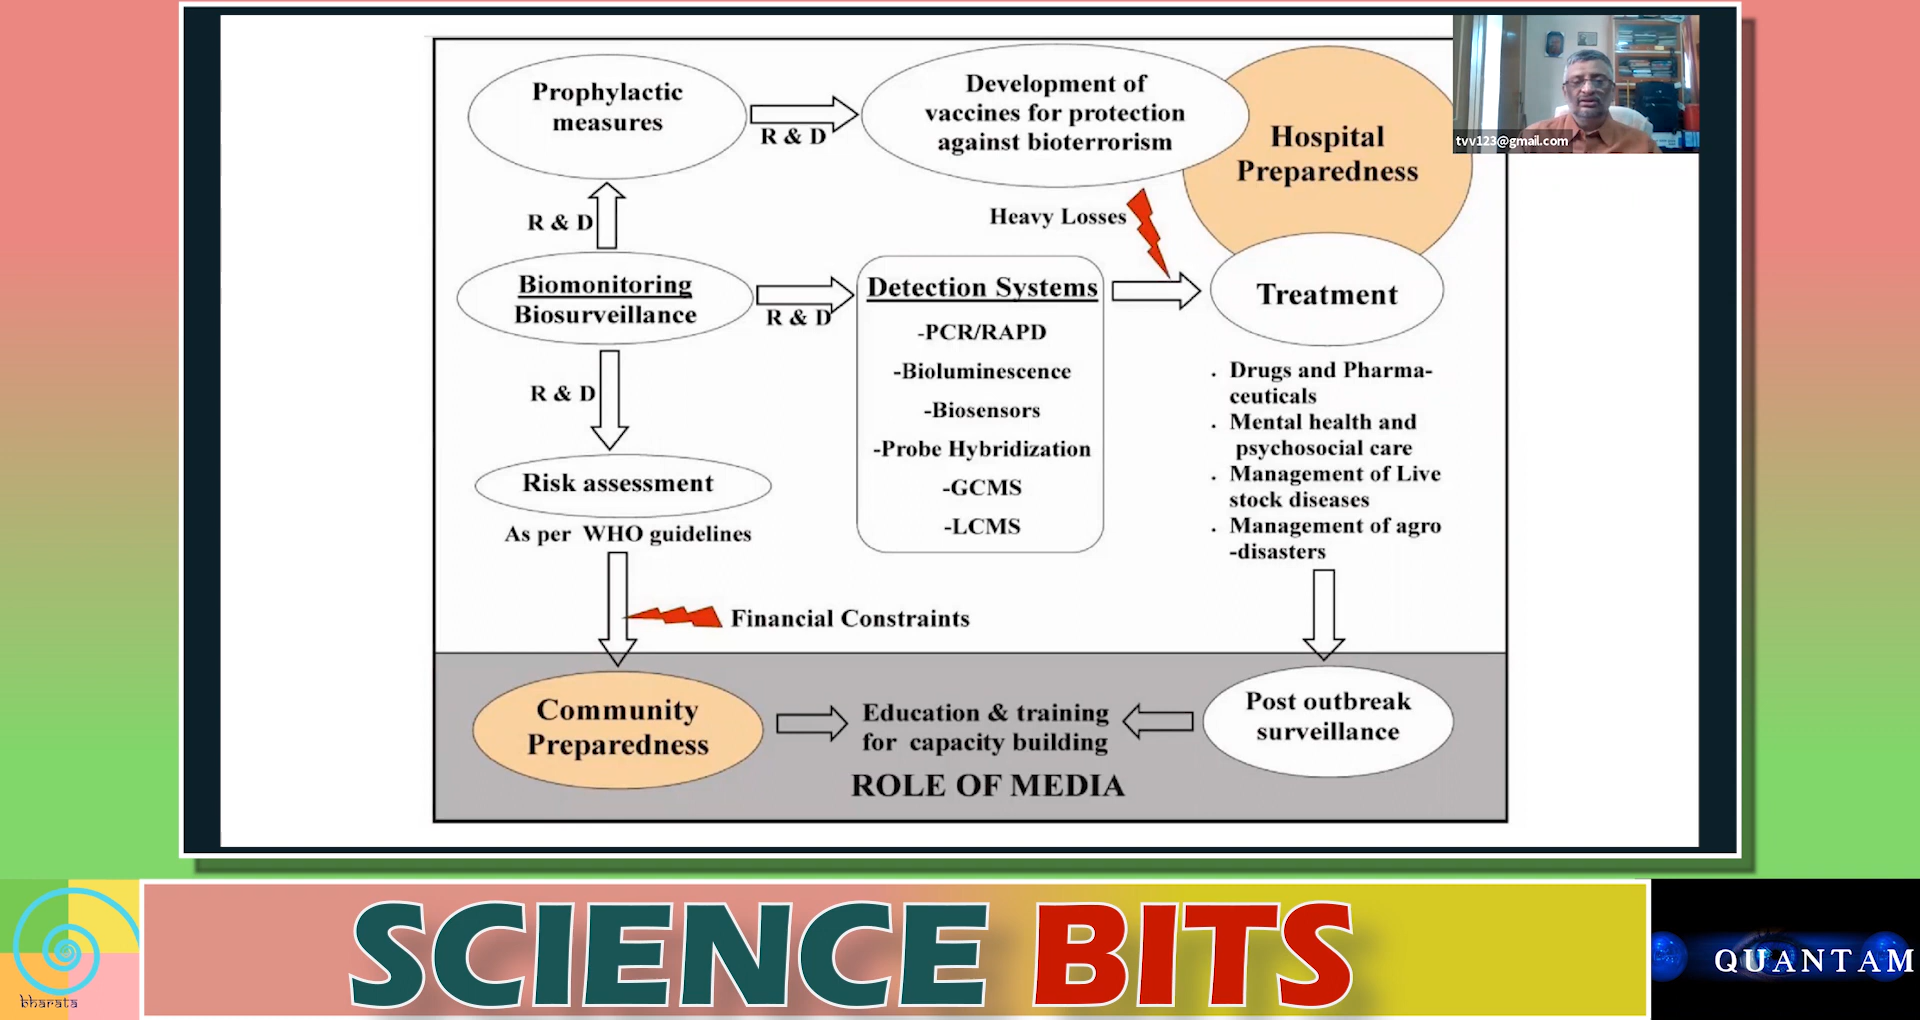 Prophylactic
measures
R & D
Development of
vaccines for protection
against bioterrorism
Hospital
Preparedness
tvv123@gmail.com
R & D
Heavy Losses
Biomonitoring
Biosurveillance
R & D
Detection Systems
-PCR/RAPD
-Bioluminescence
-Biosensors
-Probe Hybridization
-GCMS
-LCMS
Treatment
. Drugs and Pharma-
ceuticals
. Mental health and
psychosocial care
. Management of Live
stock diseases
. Management of agro
-disasters
R & D
Risk assessment
As per WHO guidelines
Financial Constraints
Community
Preparedness
Education & training
for capacity building
ROLE OF MEDIA
Post outbreak
surveillance
bharata
SCIENCE BITS
QUANTAM